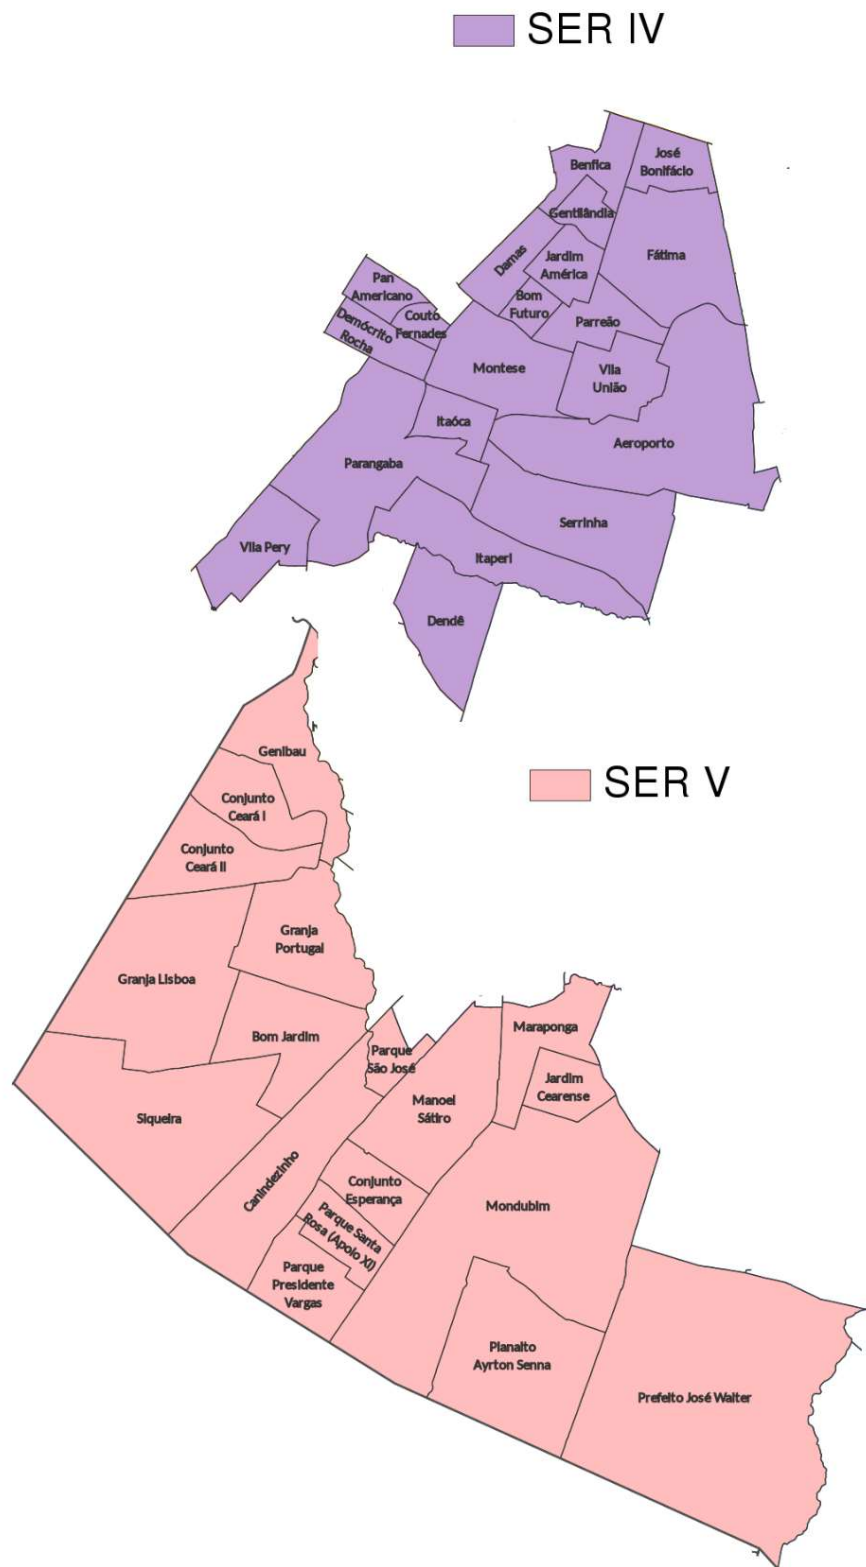 SER IV
Benfica
José
Bonifácio
Gentilândia
Fátima
Damas
Jardim
América
Pan
Americano
Bom
Futuro
Couto
Fernades
Parreão
Demócrito
Rocha
Montese
Vila
União
Itaóca
Aeroporto
Parangaba
Serrinha
Vila Pery
Itaperi
Dendê
SER V
Genibau
Conjunto
Ceará I
Conjunto
Ceará II
Granja
Portugal
Granja Lisboa
Bom Jardim
Maraponga
Parque
São José
Jardim
Cearense
Manoel
Sátiro
Siqueira
Canindezinho
Conjunto
Esperança
Mondubim
Parque Santa
Rosa (Apolo XI)
Parque
Presidente
Vargas
Planalto
Ayrton Senna
Prefeito José Walter